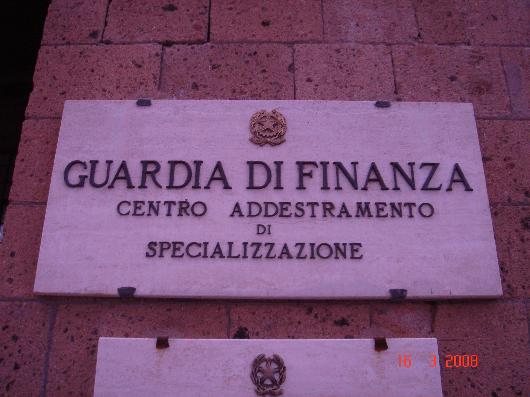 GUARDIA DI FINANZA
CENTRO ADDESTRAMENTO
DI
SPECIALIZZAZIONE
16 3 2008